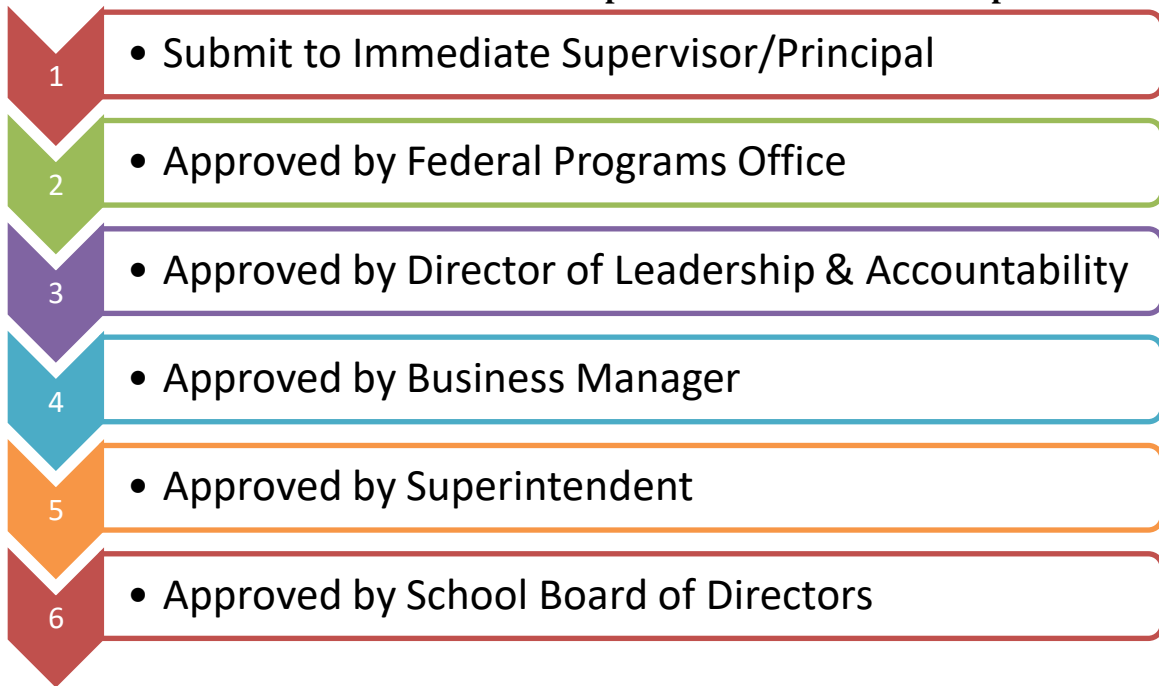 1
• Submit to Immediate Supervisor/Principal
2
• Approved by Federal Programs Office
3
• Approved by Director of Leadership & Accountability
4
• Approved by Business Manager
5
• Approved by Superintendent
6
• Approved by School Board of Directors